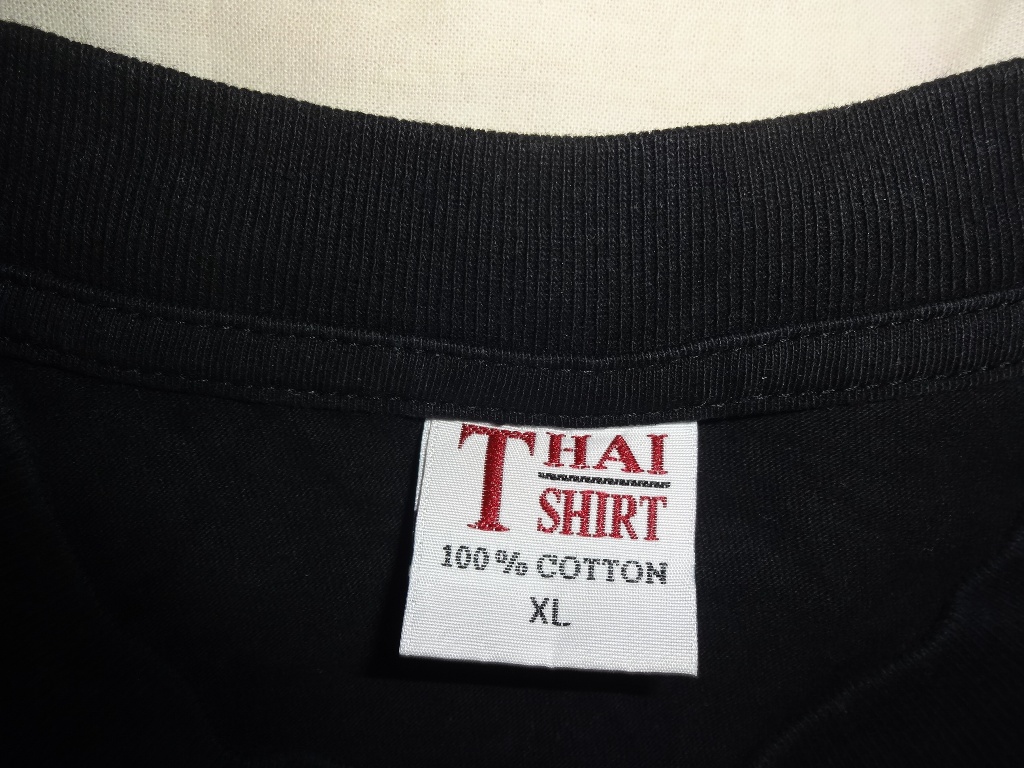 THAI
T SHIRT
100% COTTON
XL